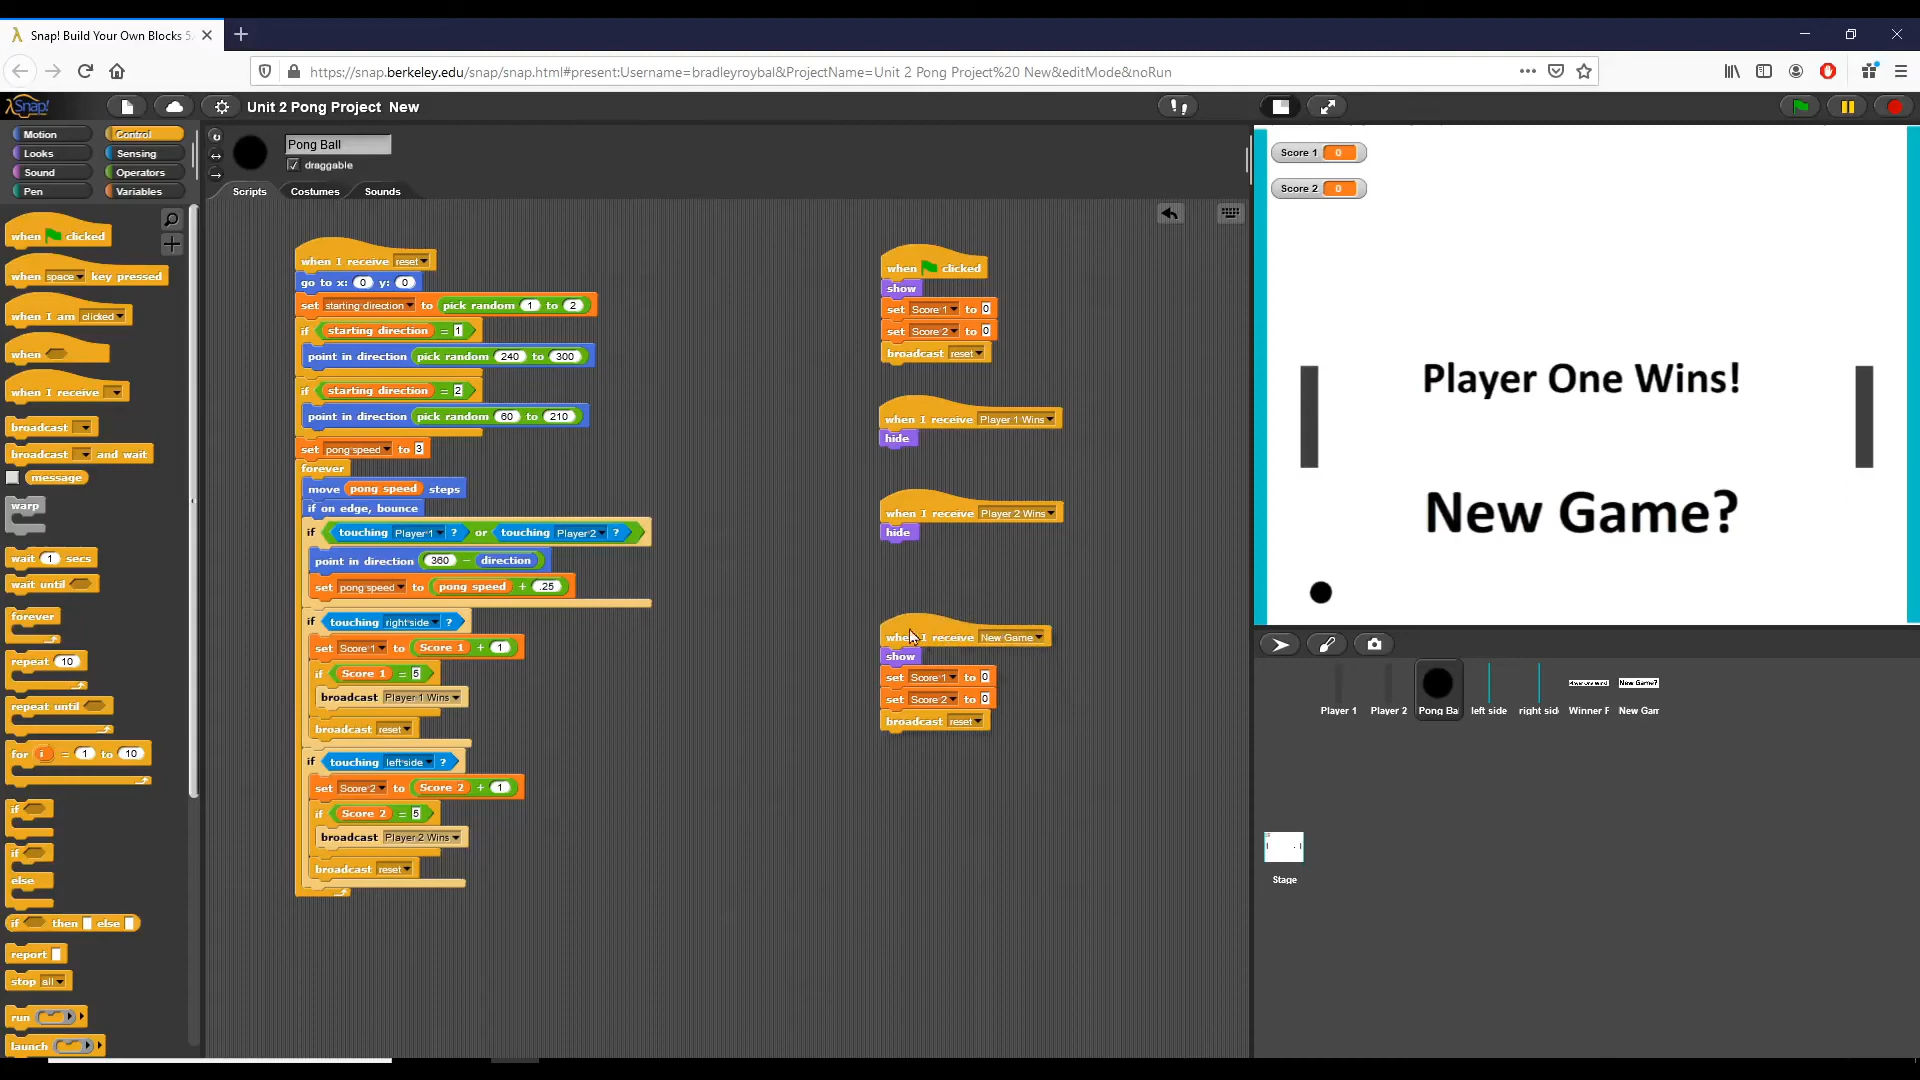 Snap! Build Your Own Blocks 5.
https://snap.berkeley.edu/snap/snap.html#present:Username=bradleyroybal&ProjectName=Unit 2 Pong Project%20 New&editMode&noRun
Snap!
Unit 2 Pong Project New
Motion
Control
Looks
Sensing
Sound
Operators
Pen
Variables
when clicked
when space key pressed
when I am clicked
when
when I receive
broadcast
broadcast and wait
message
warp
wait 1 secs
wait until
forever
repeat 10
repeat until
for i = 1 to 10
if
if
else
if then else
report
stop all
run
launch
Pong Ball
draggable
Scripts
Costumes
Sounds
when I receive reset
go to x: 0 y: 0
set starting direction to pick random 1 to 2
if starting direction = 1
point in direction pick random 240 to 300
if starting direction = 2
point in direction pick random 60 to 210
set pong speed to 3
forever
move pong speed steps
if on edge, bounce
if touching Player 1 ? or touching Player 2 ?
point in direction 360 - direction
set pong speed to pong speed + .25
if touching right side ?
set Score 1 to Score 1 + 1
if Score 1 = 5
broadcast Player 1 Wins
broadcast reset
if touching left side ?
set Score 2 to Score 2 + 1
if Score 2 = 5
broadcast Player 2 Wins
broadcast reset
when clicked
show
set Score 1 to 0
set Score 2 to 0
broadcast reset
when I receive Player 1 Wins
hide
when I receive Player 2 Wins
hide
when I receive New Game
show
set Score 1 to 0
set Score 2 to 0
broadcast reset
Score 1 0
Score 2 0
Player One Wins!
New Game?
Player 1
Player 2
Pong Ba
left side
right sid
Winner F
New Game?
New Gam
Stage